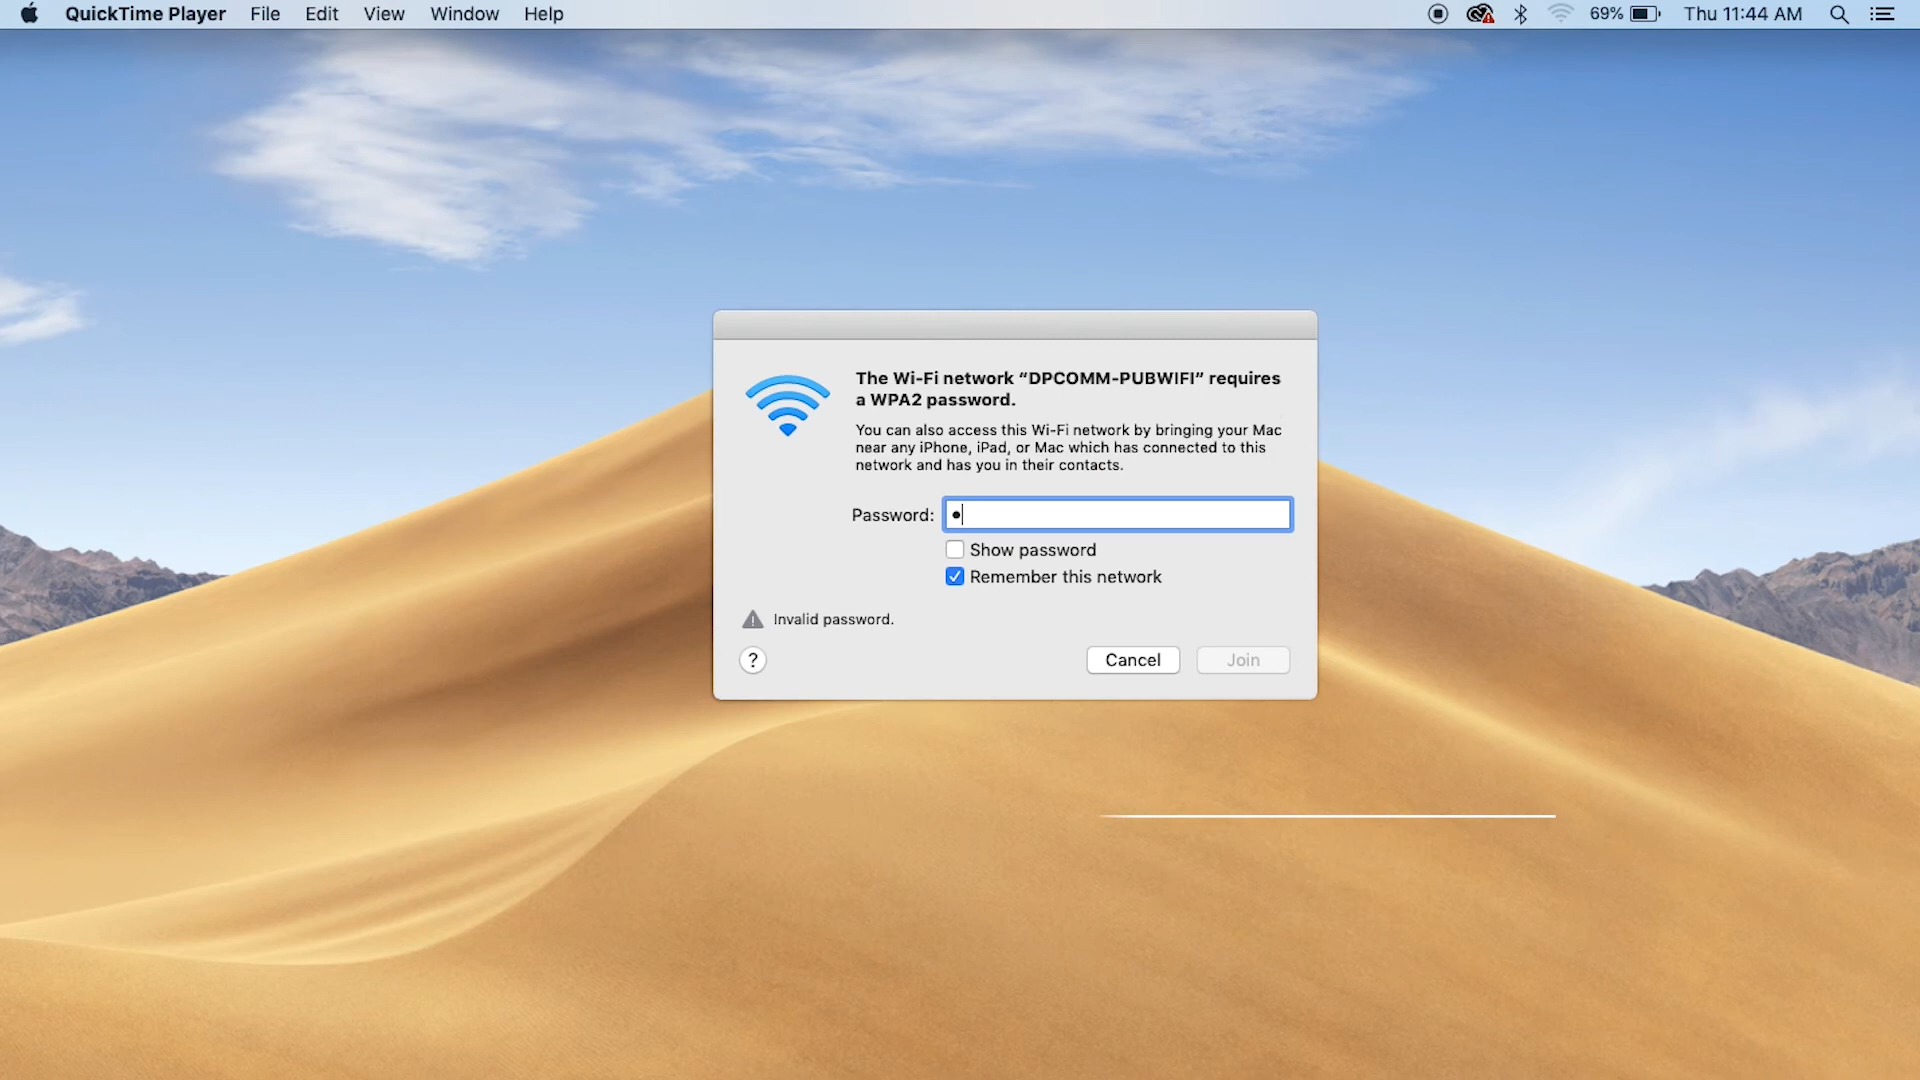 QuickTime Player File Edit View Window Help 69% Thu 11:44 AM
The Wi-Fi network “DPCOMM-PUBWIFI” requires
a WPA2 password.
You can also access this Wi-Fi network by bringing your Mac
near any iPhone, iPad, or Mac which has connected to this
network and has you in their contacts.
Password: •
Show password
Remember this network
Invalid password.
? Cancel Join